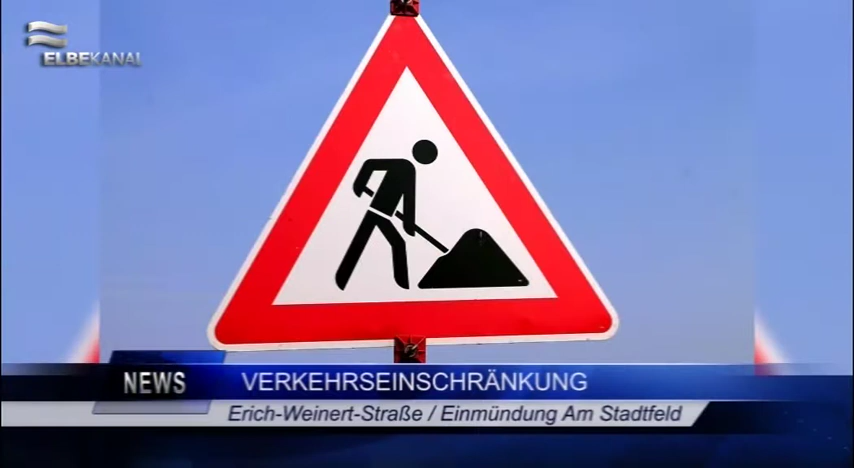 ELBEKANAL
NEWS
VERKEHRSEINSCHRÄNKUNG
Erich-Weinert-Straße / Einmündung Am Stadtfeld